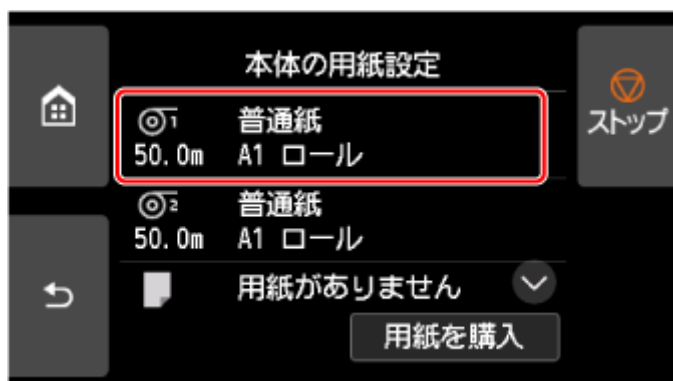 本体の用紙設定
1 普通紙
50.0m A1 ロール
ストップ
2 普通紙
50.0m A1 ロール
用紙がありません
用紙を購入